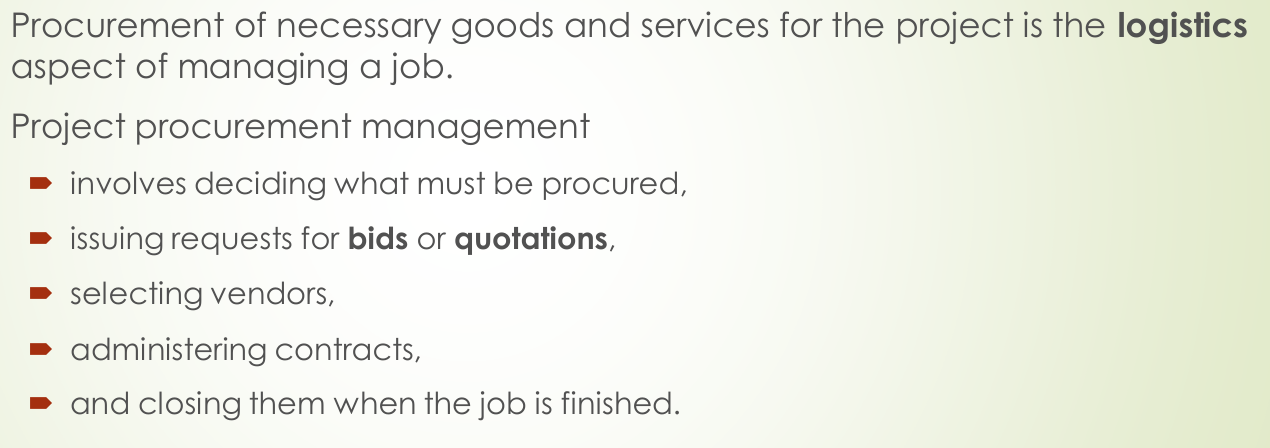 Procurement of necessary goods and services for the project is the logistics
aspect of managing a job.
Project procurement management
involves deciding what must be procured,
issuing requests for bids or quotations,
selecting vendors,
administering contracts,
and closing them when the job is finished.